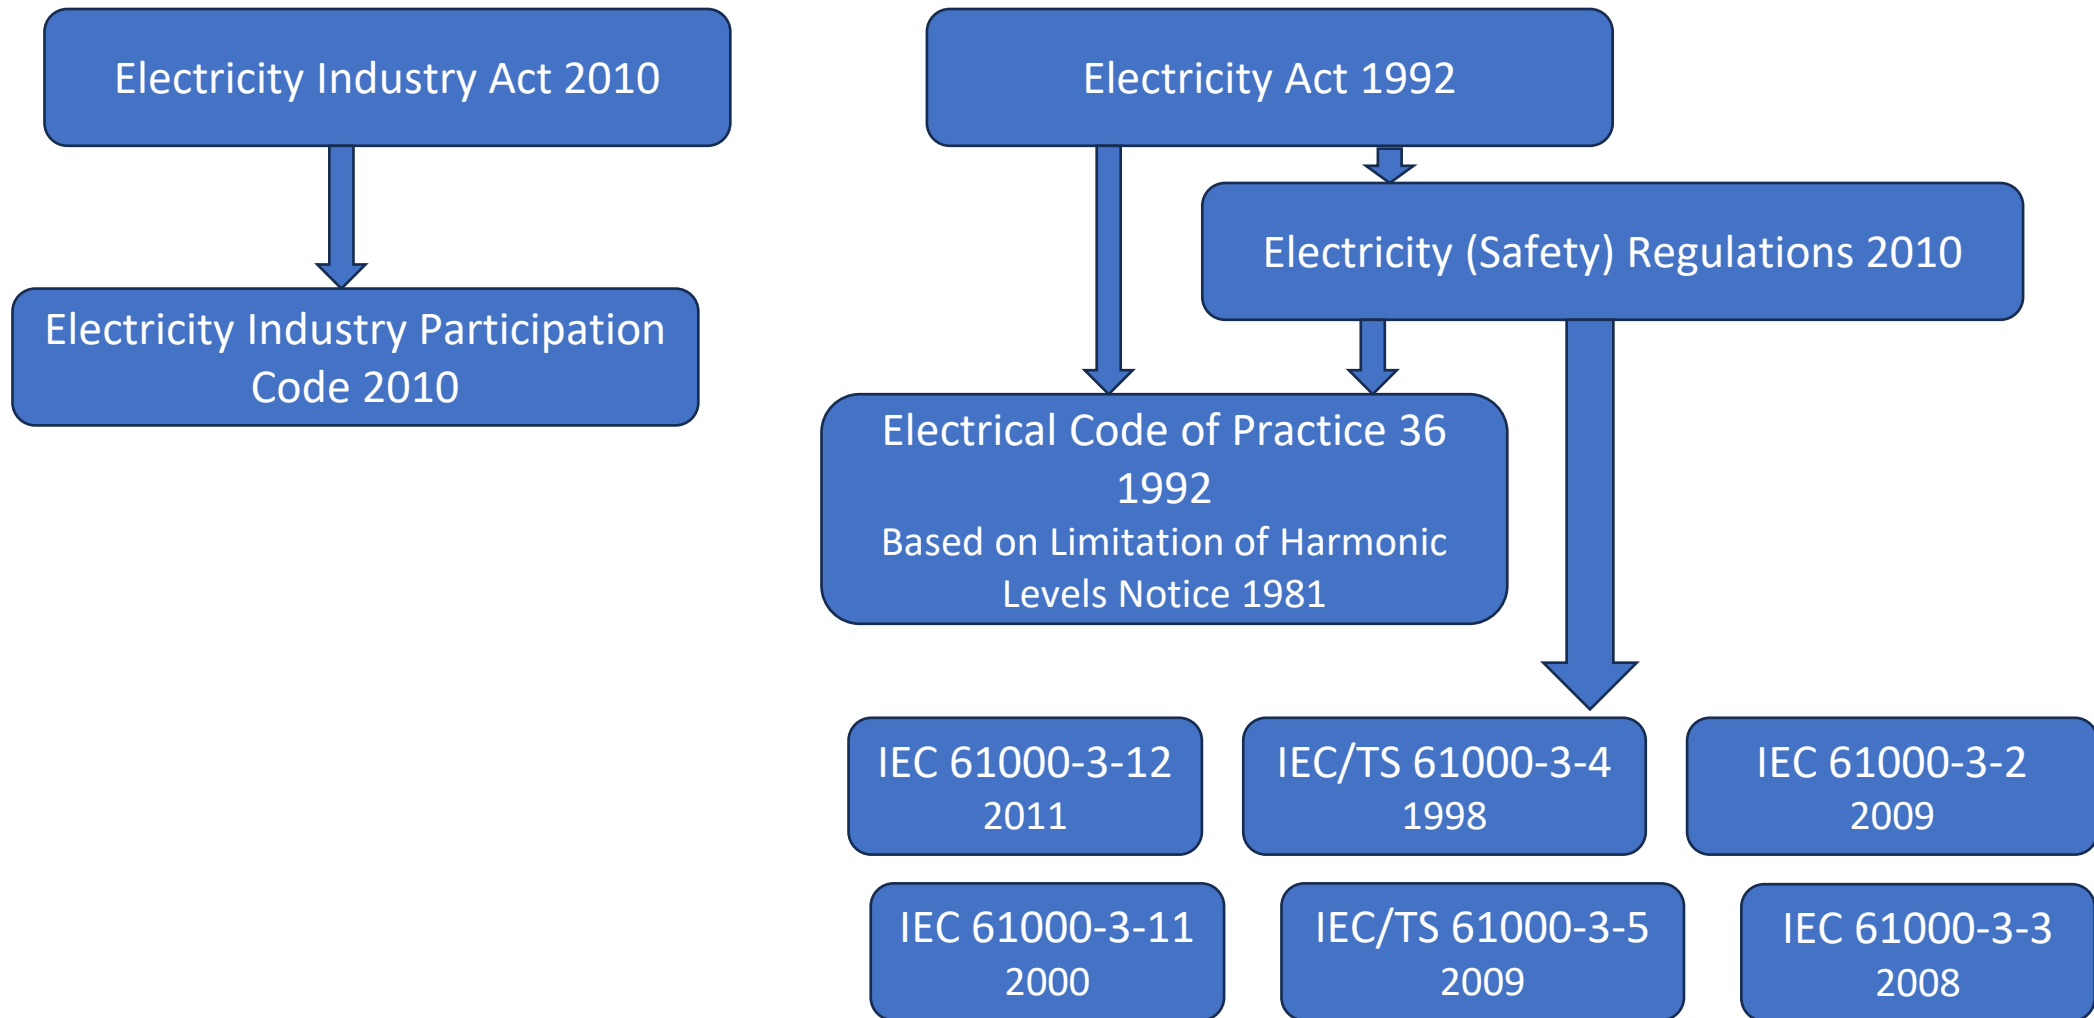 Electricity Industry Act 2010
Electricity Act 1992
Electricity (Safety) Regulations 2010
Electricity Industry Participation
Code 2010
Electrical Code of Practice 36
1992
Based on Limitation of Harmonic
Levels Notice 1981
IEC 61000-3-12
2011
IEC/TS 61000-3-4
1998
IEC 61000-3-2
2009
IEC 61000-3-11
2000
IEC/TS 61000-3-5
2009
IEC 61000-3-3
2008